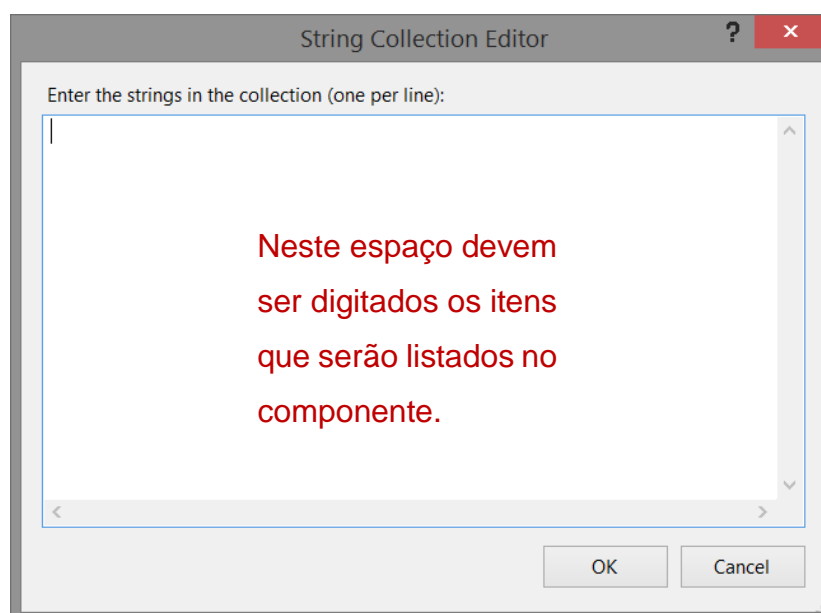 String Collection Editor ? ×
Enter the strings in the collection (one per line):
Neste espaço devem
ser digitados os itens
que serão listados no
componente.
OK Cancel